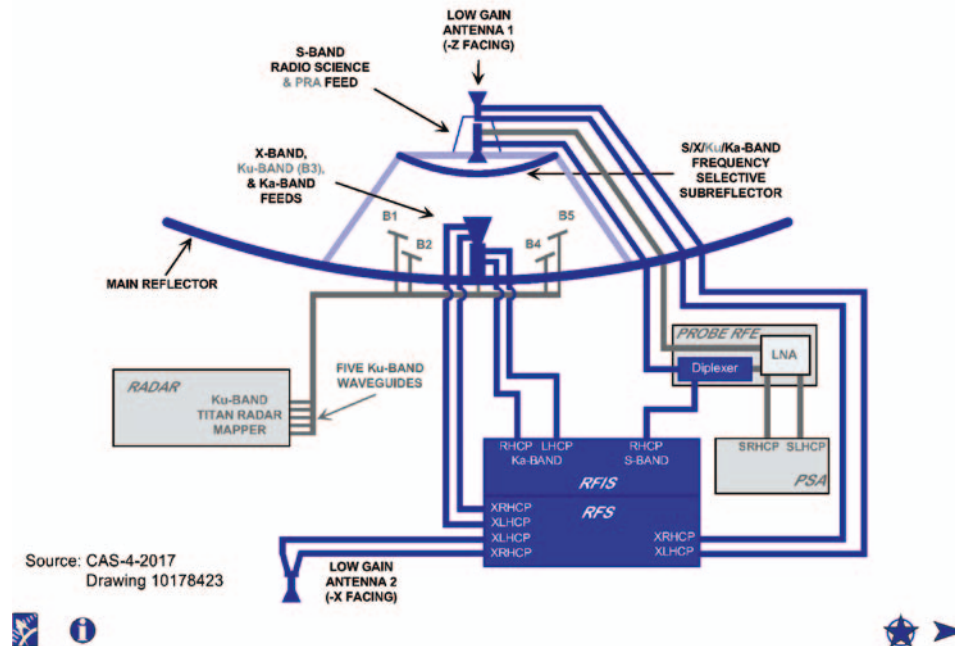 LOW GAIN
ANTENNA 1
(-Z FACING)
S-BAND
RADIO SCIENCE
& PRA FEED
X-BAND,
Ku-BAND (B3),
& Ka-BAND
FEEDS
S/X/Ku/Ka-BAND
FREQUENCY
SELECTIVE
SUBREFLECTOR
B1
B2
B5
B4
MAIN REFLECTOR
PROBE RFE
LNA
Diplexer
RADAR
Ku-BAND
TITAN RADAR
MAPPER
FIVE Ku-BAND
WAVEGUIDES
RHCP LHCP
Ka-BAND
RHCP
S-BAND
RFIS
SRHCP SLHCP
PSA
RFS
XRHCP
XLHCP
XLHCP
XRHCP
XRHCP
XLHCP
Source: CAS-4-2017
Drawing 10178423
LOW GAIN
ANTENNA 2
(-X FACING)
i